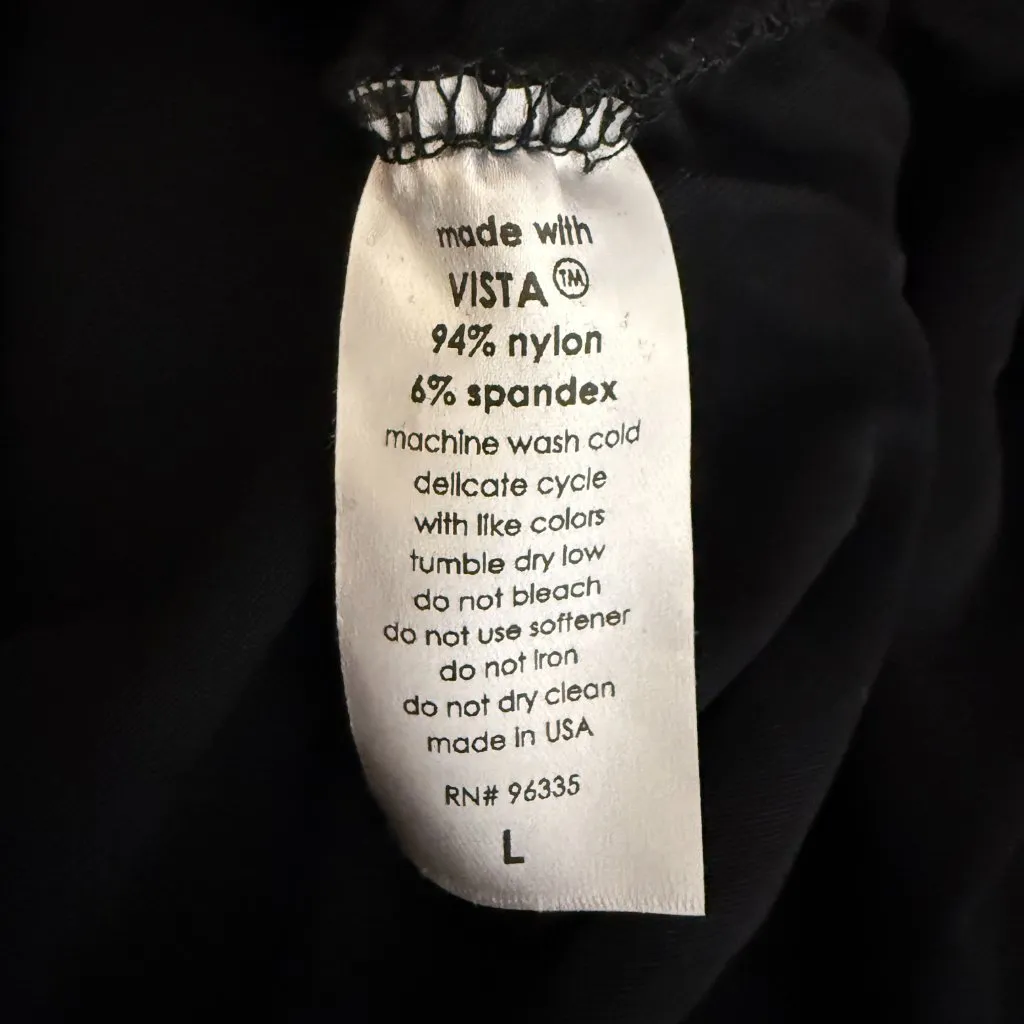 made with
VISTA™
94% nylon
6% spandex
machine wash cold
delicate cycle
with like colors
tumble dry low
do not bleach
do not use softener
do not iron
do not dry clean
made in USA
RN# 96335
L